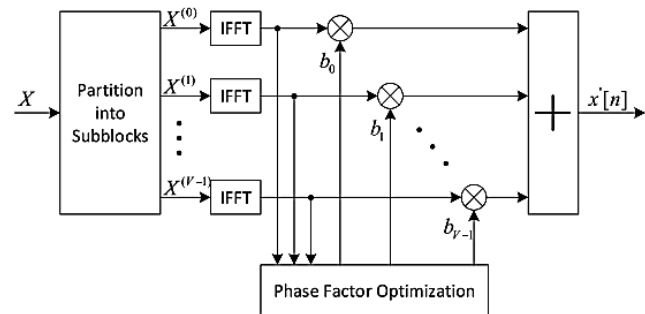 X
Partition
into
Subblocks
X^(0)
IFFT
b_0
X^(1)
IFFT
b_1
X^(V-1)
IFFT
b_{V-1}
+
x'[n]
Phase Factor Optimization